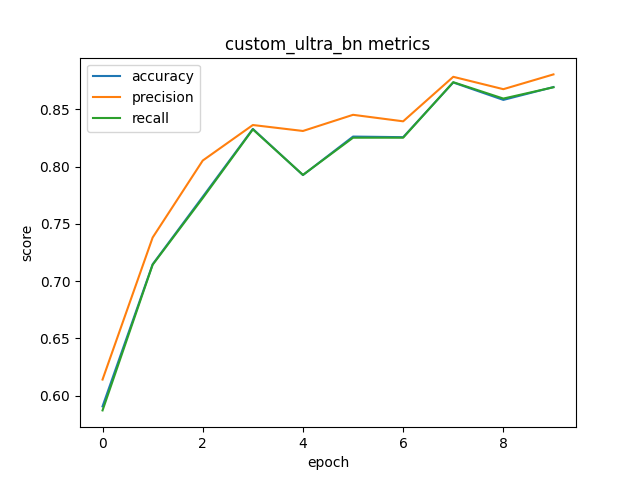 custom_ultra_bn metrics
accuracy
precision
recall
score
0.85
0.80
0.75
0.70
0.65
0.60
0 2 4 6 8
epoch